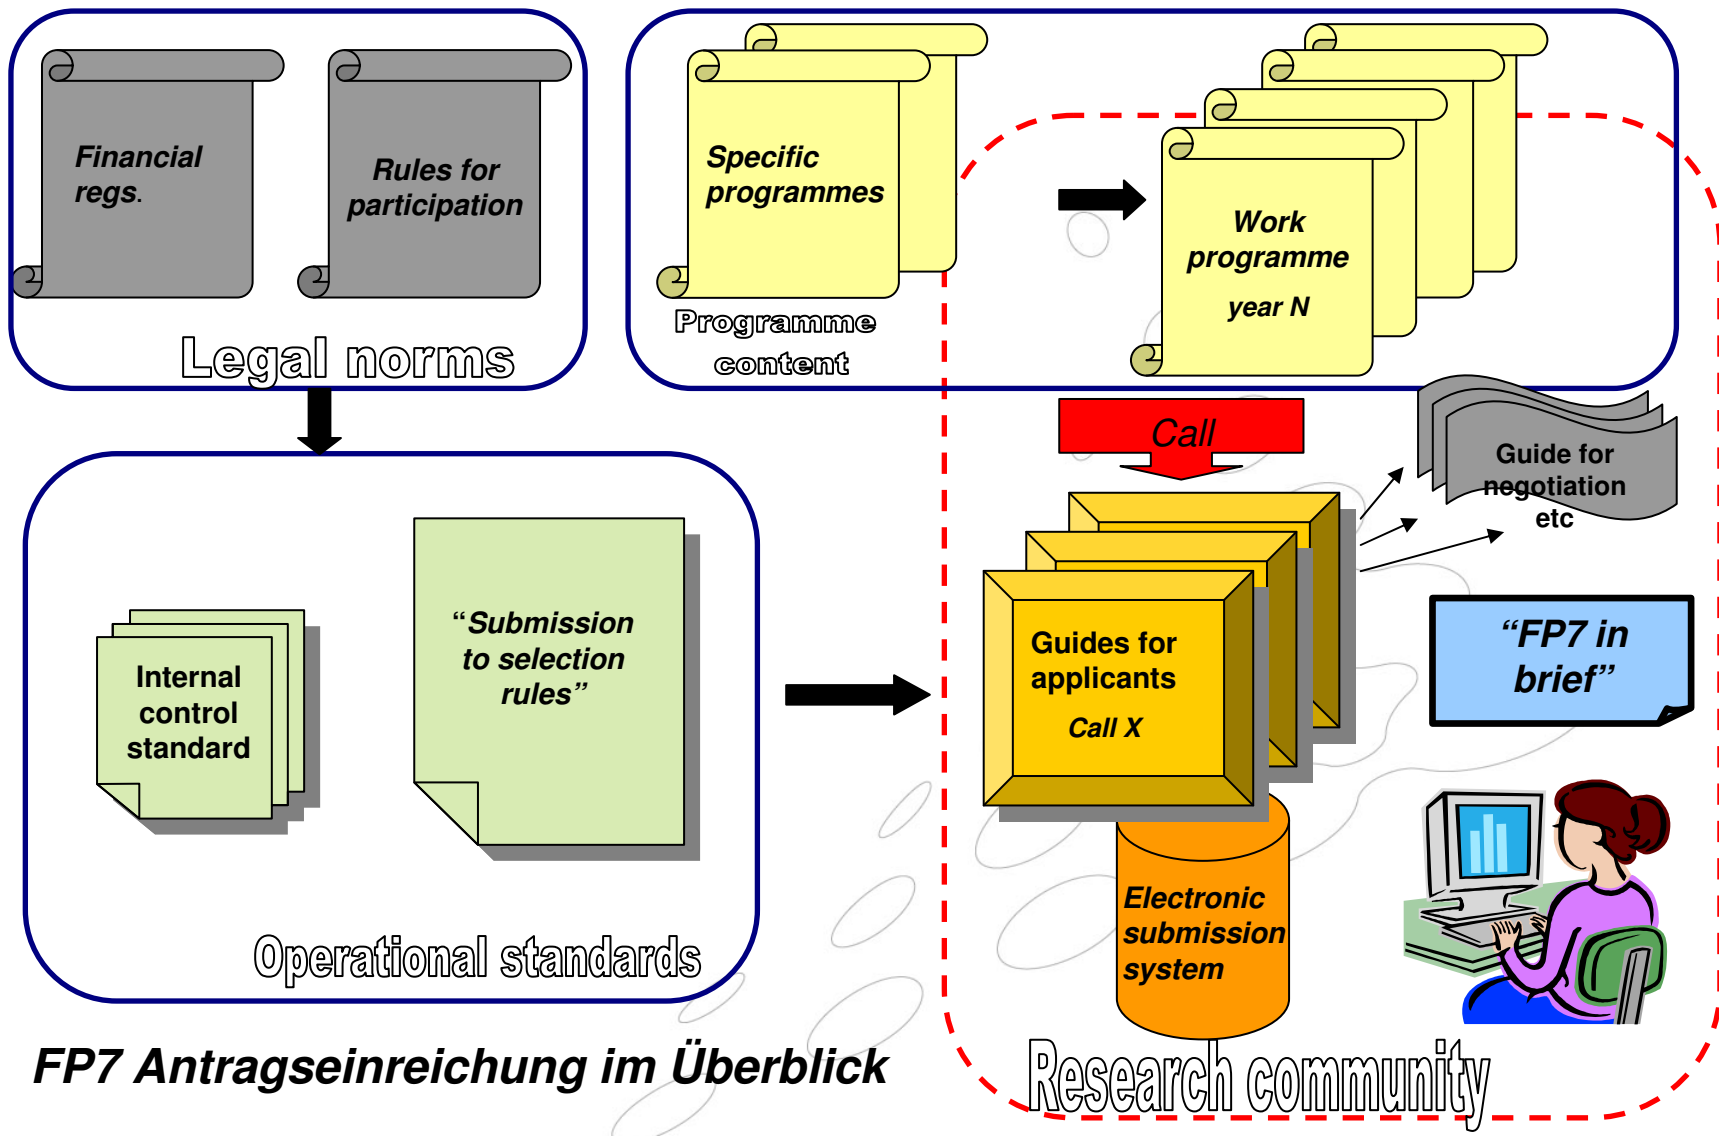 Financial
regs.
Rules for
participation
Legal norms
Specific
programmes
Programme
content
Work
programme
year N
Call
Guide for
negotiation
etc
Internal
control
standard
“Submission
to selection
rules”
Operational standards
Guides for
applicants
Call X
“FP7 in
brief”
Electronic
submission
system
Research community
FP7 Antragseinreichung im Überblick